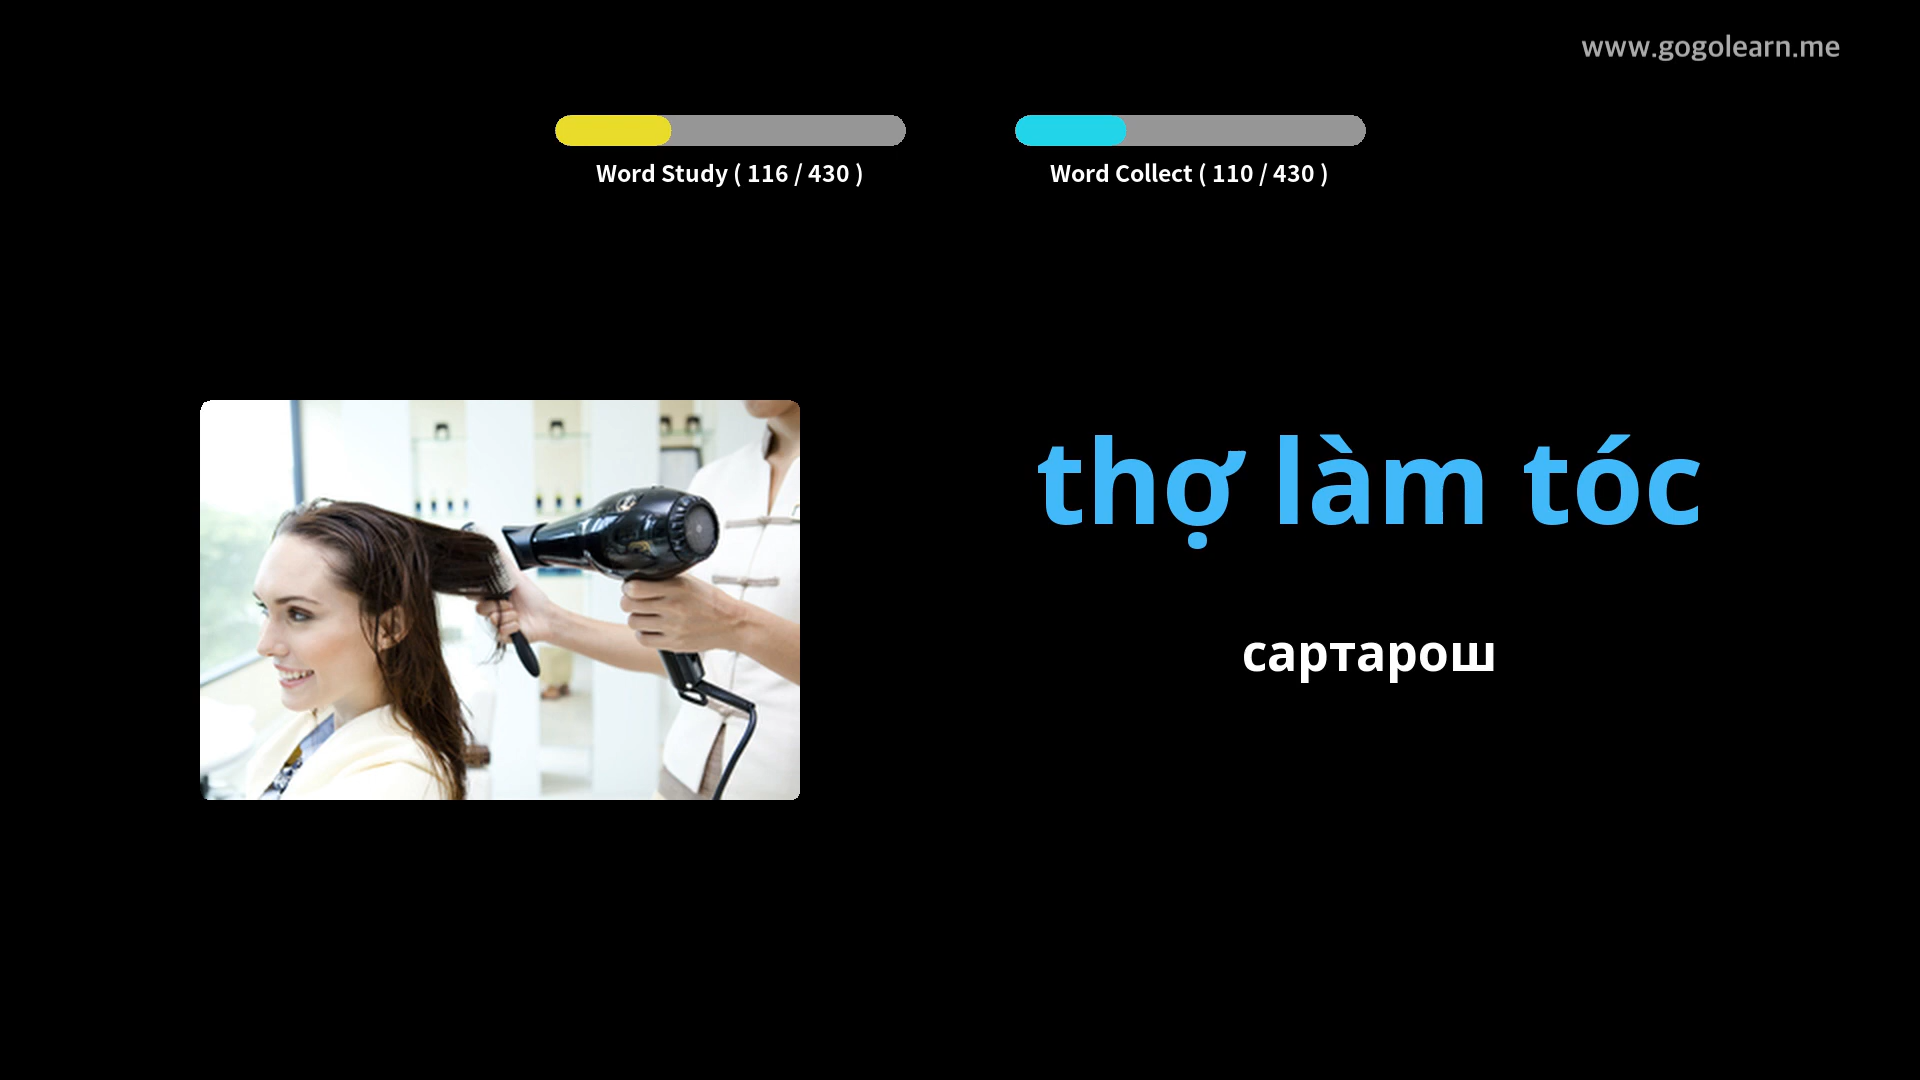 www.gogolearn.me
Word Study ( 116 / 430 )
Word Collect ( 110 / 430 )
thợ làm tóc
сартарош